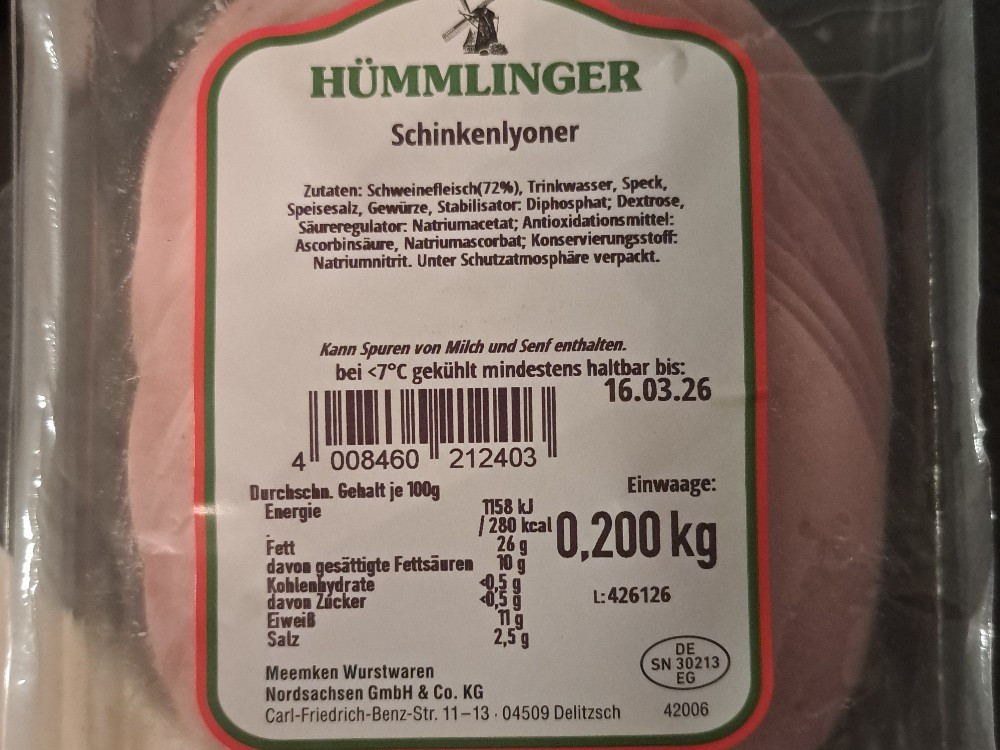 HÜMMLINGER
Schinkenlyoner
Zutaten: Schweinefleisch(72%), Trinkwasser, Speck,
Speisesalz, Gewürze, Stabilisator: Diphosphat; Dextrose,
Säureregulator: Natriumacetat; Antioxidationsmittel:
Ascorbinsäure, Natriumascorbat; Konservierungsstoff:
Natriumnitrit. Unter Schutzatmosphäre verpackt.
Kann Spuren von Milch und Senf enthalten.
bei <7°C gekühlt mindestens haltbar bis:
16.03.26
4 008460 212403
Durchschn. Gehalt je 100g
Energie 1158 kJ
/ 280 kcal
Fett 26 g
davon gesättigte Fettsäuren 10 g
Kohlenhydrate <0,5 g
davon Zucker <0,5 g
Eiweiß 11 g
Salz 2,5 g
Einwaage:
0,200 kg
L: 426126
DE
SN 30213
EG
Meemken Wurstwaren
Nordsachsen GmbH & Co. KG
Carl-Friedrich-Benz-Str. 11–13 · 04509 Delitzsch
42006